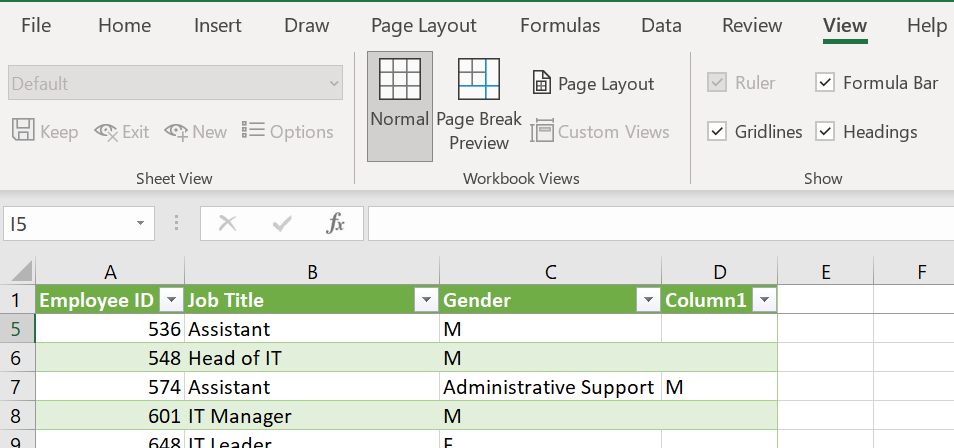 File Home Insert Draw Page Layout Formulas Data Review View Help
Default
Keep Exit New Options
Sheet View
Normal
Page Break
Preview
Page Layout
Custom Views
Workbook Views
Ruler Formula Bar
Gridlines Headings
Show
I5 fx
A B C D E F
1 Employee ID Job Title Gender Column1
5 536 Assistant M
6 548 Head of IT M
7 574 Assistant Administrative Support M
8 601 IT Manager M
9 648 IT Leader F